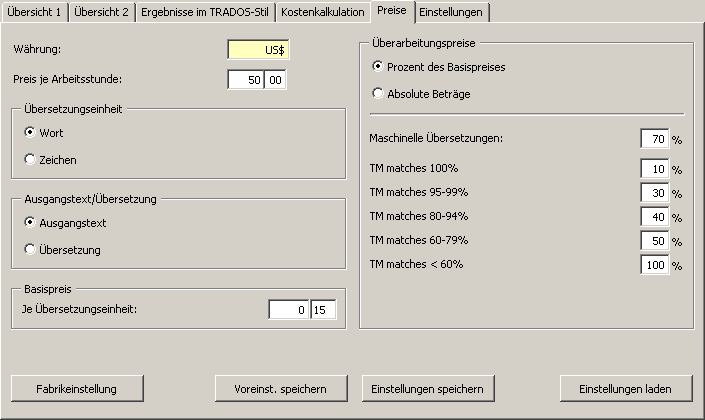 Übersicht 1 Übersicht 2 Ergebnisse im TRADOS-Stil Kostenkalkulation Preise Einstellungen
Währung: US$
Preis je Arbeitsstunde: 50 00
Übersetzungseinheit
Wort
Zeichen
Ausgangstext/Übersetzung
Ausgangstext
Übersetzung
Basispreis
Je Übersetzungseinheit: 0 15
Überarbeitungspreise
Prozent des Basispreises
Absolute Beträge
Maschinelle Übersetzungen: 70 %
TM matches 100% 10 %
TM matches 95-99% 30 %
TM matches 80-94% 40 %
TM matches 60-79% 50 %
TM matches < 60% 100 %
Fabrikeinstellung Voreinst. speichern Einstellungen speichern Einstellungen laden